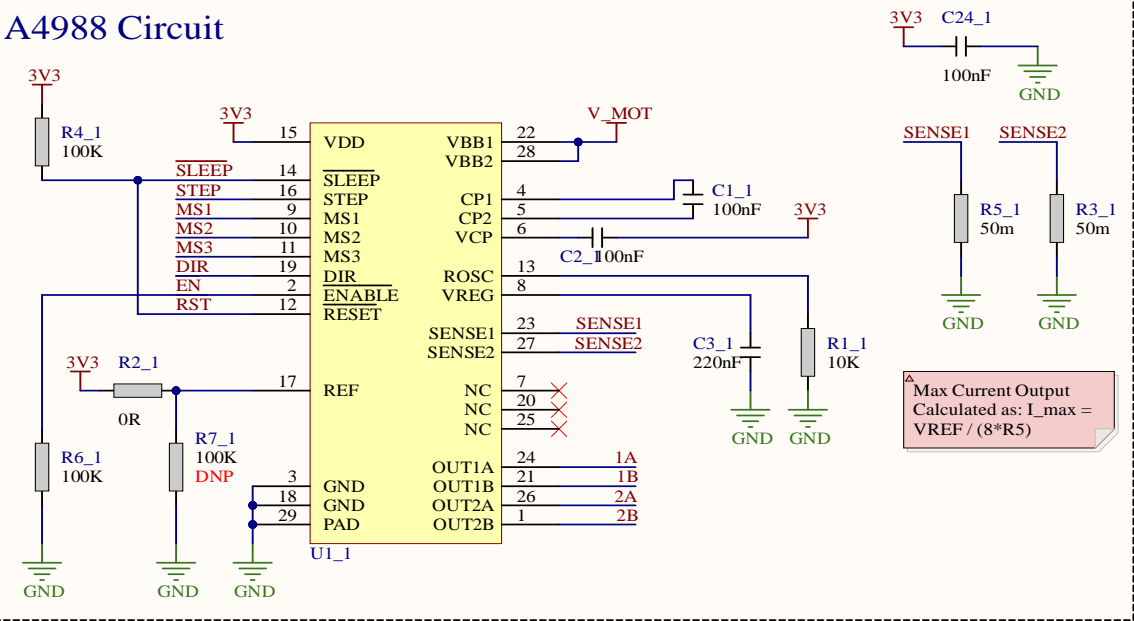 A4988 Circuit
3V3
C24_1
100nF
GND
3V3
R4_1
100K
3V3
SLEEP
STEP
MS1
MS2
MS3
DIR
EN
RST
15
14
16
9
10
11
19
2
12
VDD
SLEEP
STEP
MS1
MS2
MS3
DIR
ENABLE
RESET
3V3
R2_1
0R
17
REF
R7_1
100K
DNP
R6_1
100K
3
18
29
GND
GND
PAD
U1_1
GND
GND
GND
VBB1
VBB2
22
28
V_MOT
CP1
CP2
VCP
4
5
6
C1_1
100nF
C2_1
100nF
3V3
ROSC
VREG
13
8
C3_1
220nF
R1_1
10K
GND
GND
SENSE1
SENSE2
23
27
SENSE1
SENSE2
NC
NC
NC
7
20
25
OUT1A
OUT1B
OUT2A
OUT2B
24
21
26
1
1A
1B
2A
2B
SENSE1
SENSE2
R5_1
50m
R3_1
50m
GND
GND
Max Current Output
Calculated as: I_max =
VREF / (8*R5)